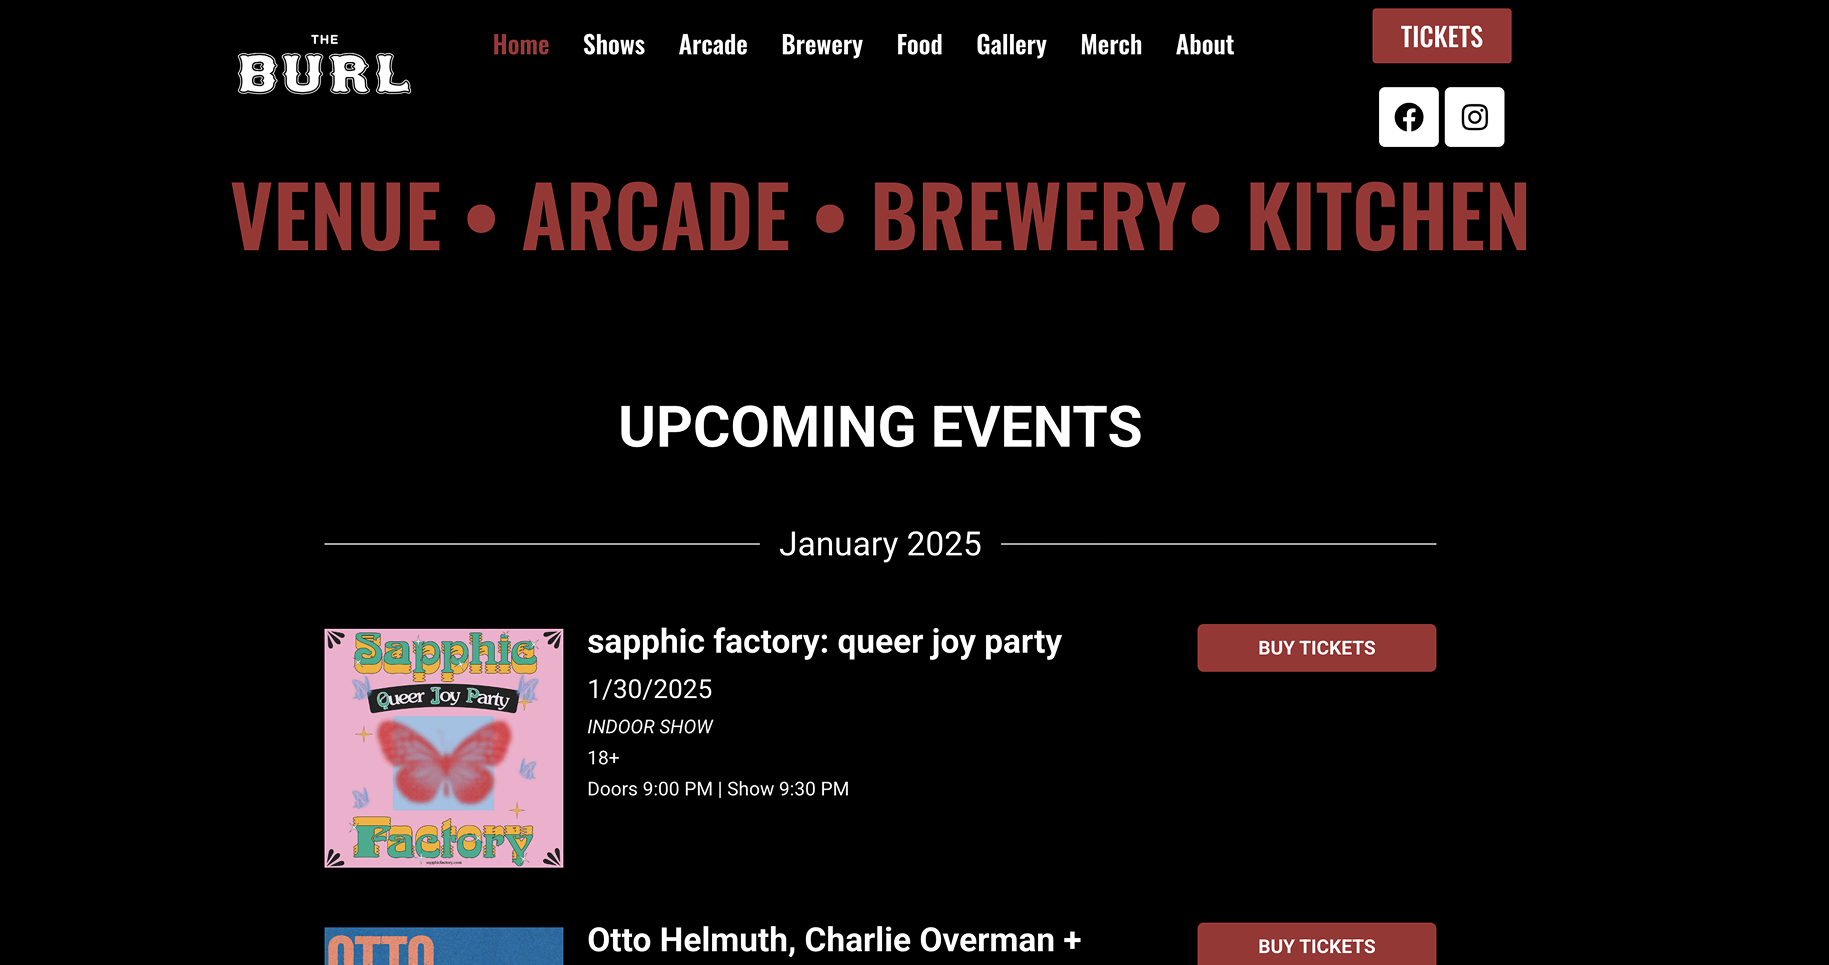 THE
BURL
Home Shows Arcade Brewery Food Gallery Merch About
TICKETS
VENUE • ARCADE • BREWERY• KITCHEN
UPCOMING EVENTS
January 2025
Sapphic
Queer Joy Party
Factory
sapphicfactory.com
sapphic factory: queer joy party
1/30/2025
INDOOR SHOW
18+
Doors 9:00 PM | Show 9:30 PM
BUY TICKETS
OTTO
Otto Helmuth, Charlie Overman +
BUY TICKETS